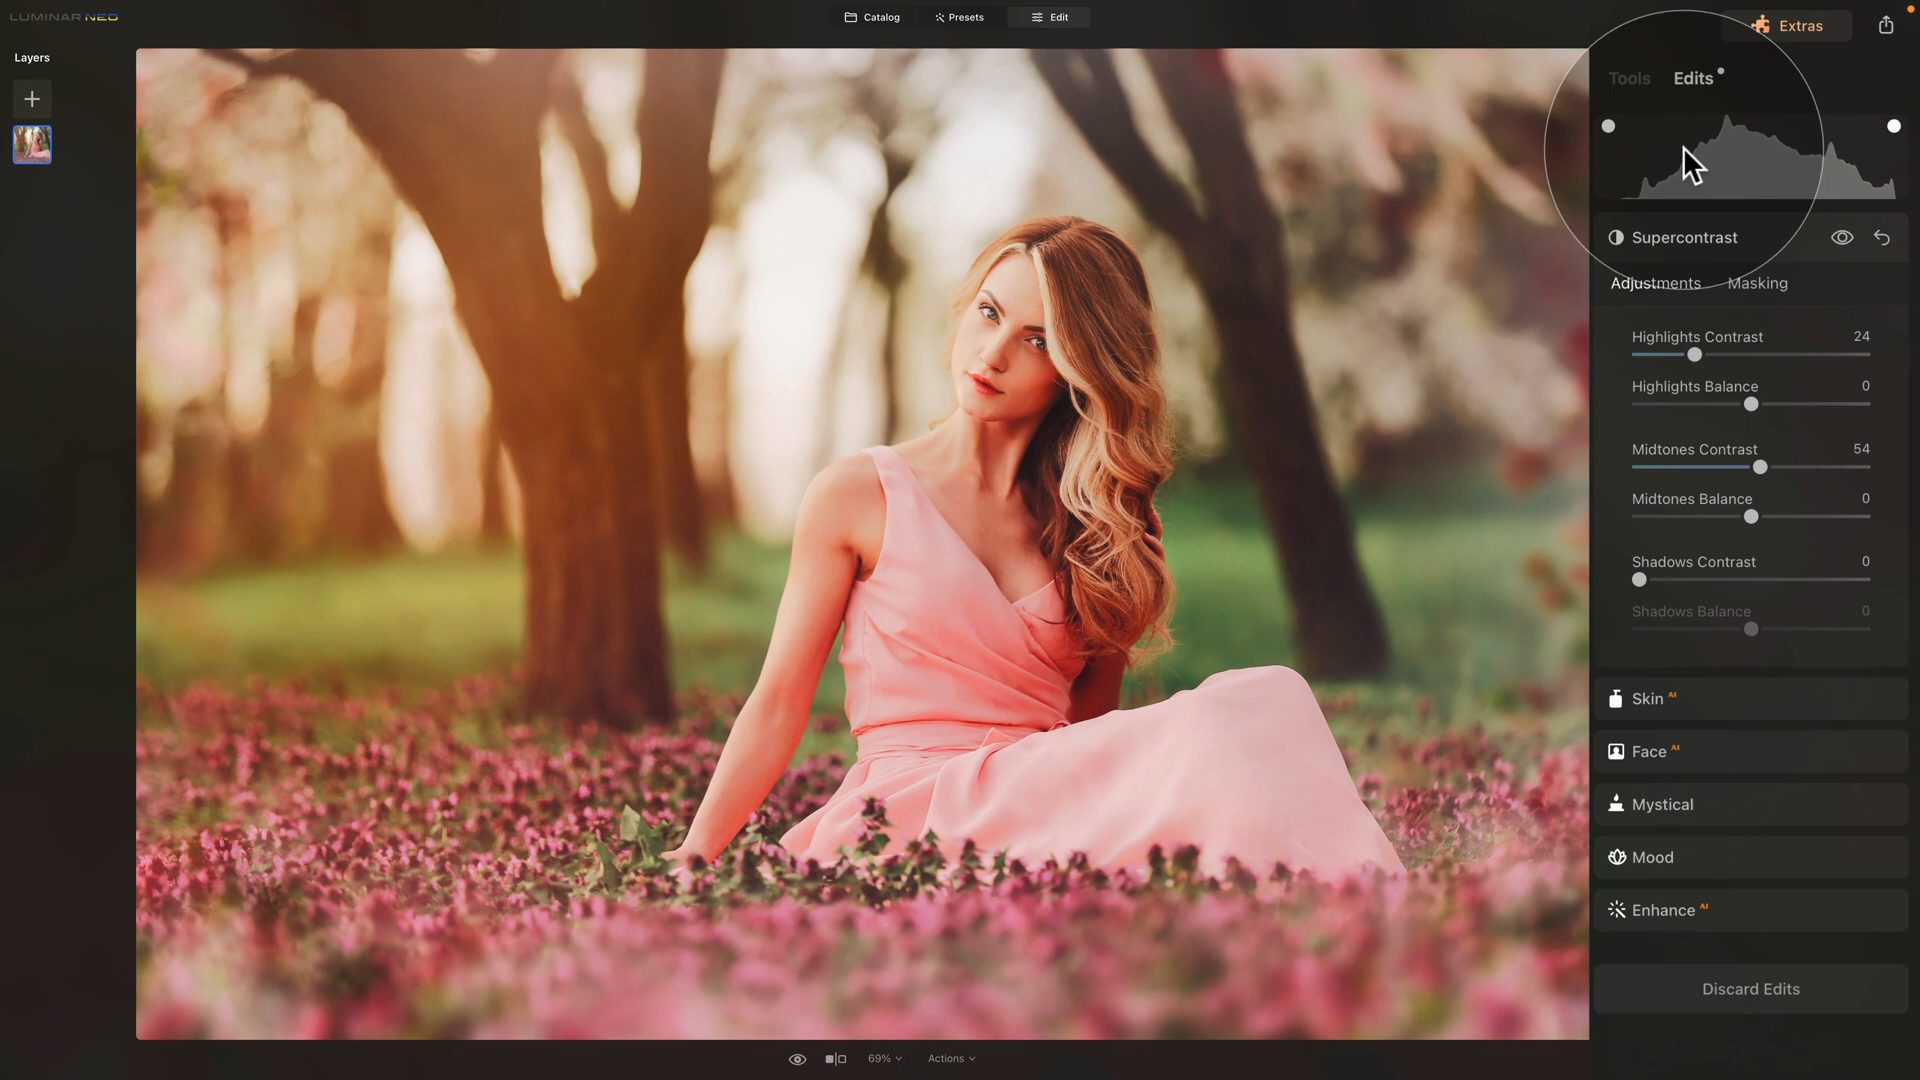 LUMINAR NEO
Catalog
Presets
Edit
Extras
Layers
Tools
Edits
Supercontrast
Adjustments
Masking
Highlights Contrast 24
Highlights Balance 0
Midtones Contrast 54
Midtones Balance 0
Shadows Contrast 0
Shadows Balance 0
Skin AI
Face AI
Mystical
Mood
Enhance AI
Discard Edits
69%
Actions